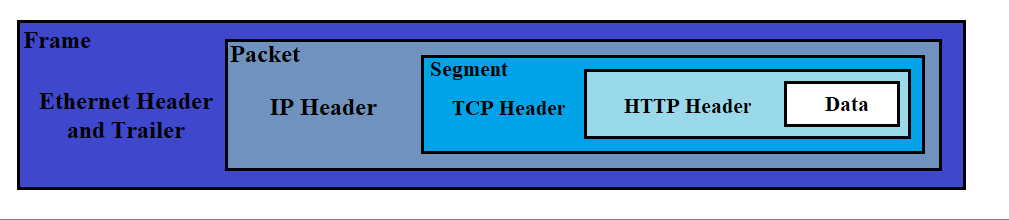 Frame
Packet
Segment
Ethernet Header
and Trailer
IP Header
TCP Header
HTTP Header
Data